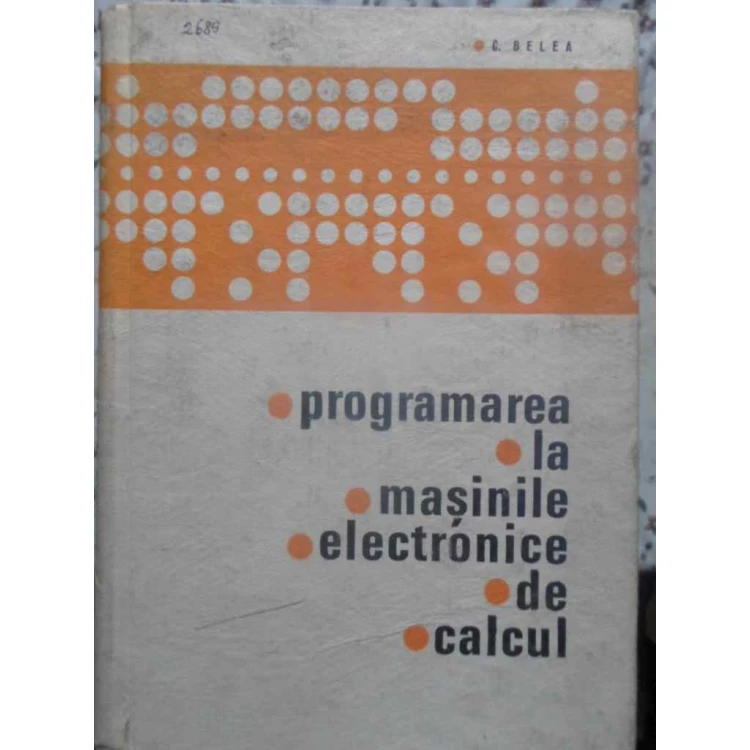 2689
C. BELEA
programarea
la
mașinile
electronice
de
calcul